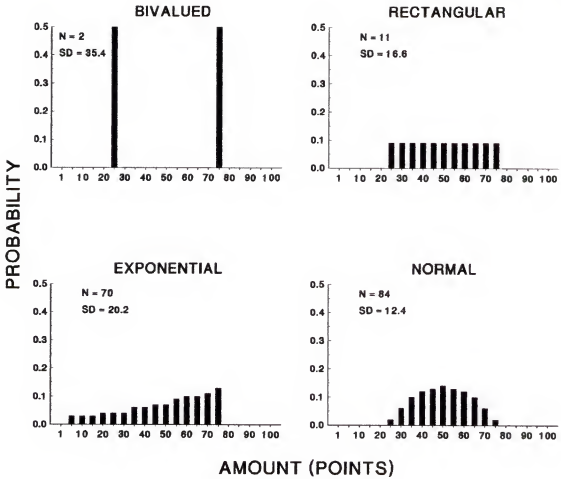 BIVALUED
N = 2
SD = 35.4
0.5
0.4
0.3
0.2
0.1
0.0
1 10 20 30 40 50 60 70 80 90 100
RECTANGULAR
N = 11
SD = 16.6
0.5
0.4
0.3
0.2
0.1
0.0
1 10 20 30 40 50 60 70 80 90 100
PROBABILITY
EXPONENTIAL
N = 70
SD = 20.2
0.5
0.4
0.3
0.2
0.1
0.0
1 10 20 30 40 50 60 70 80 90 100
NORMAL
N = 84
SD = 12.4
0.5
0.4
0.3
0.2
0.1
0.0
1 10 20 30 40 50 60 70 80 90 100
AMOUNT (POINTS)